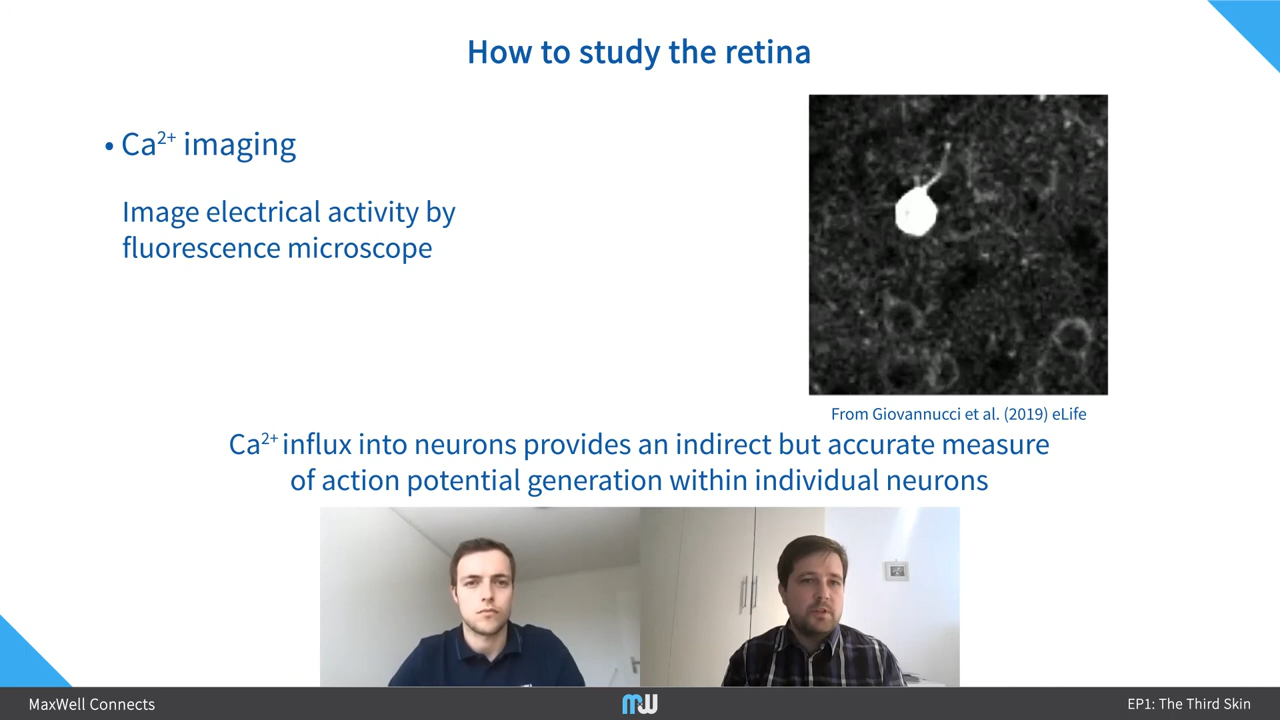 How to study the retina
• Ca²⁺ imaging
Image electrical activity by
fluorescence microscope
From Giovannucci et al. (2019) eLife
Ca²⁺ influx into neurons provides an indirect but accurate measure
of action potential generation within individual neurons
MaxWell Connects
MW
EP1: The Third Skin